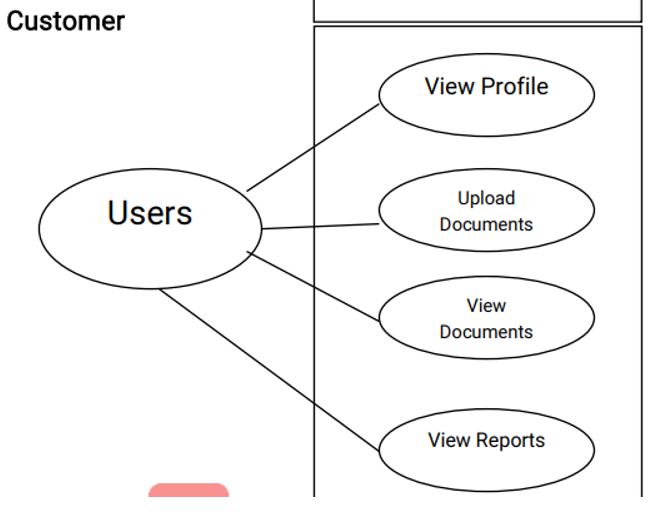 Customer
View Profile
Users
Upload
Documents
View
Documents
View Reports